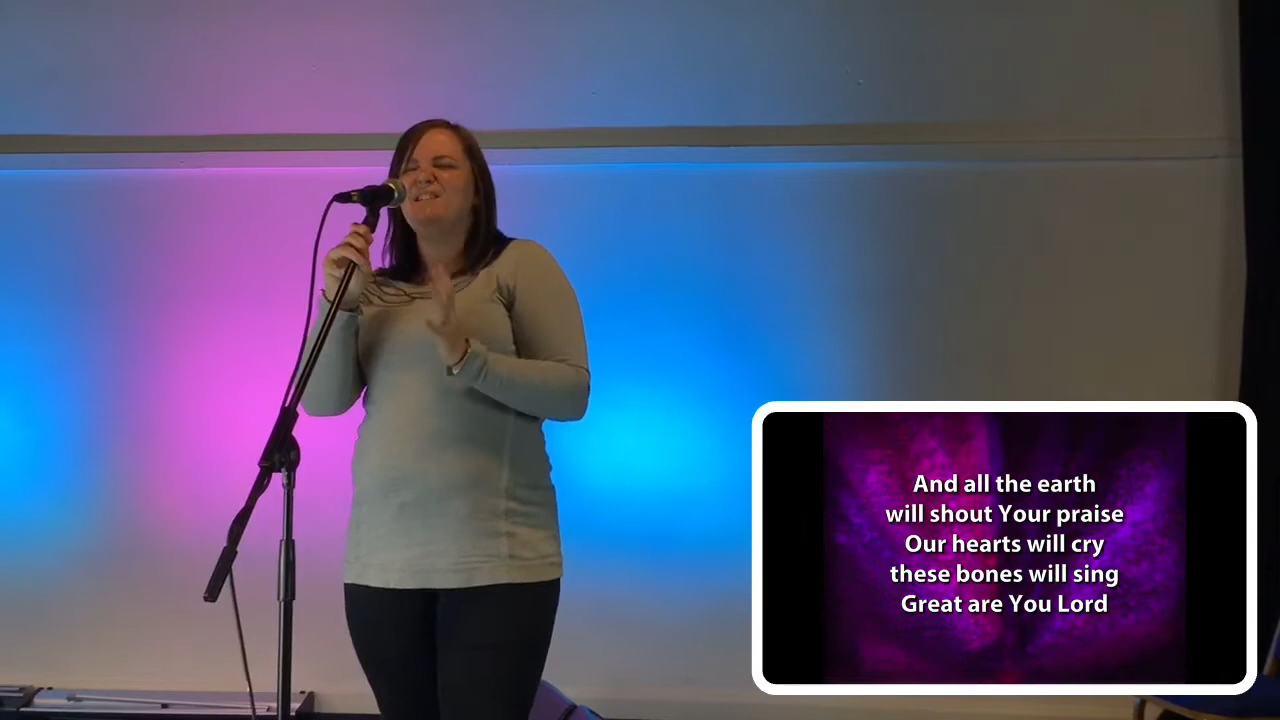 And all the earth
will shout Your praise
Our hearts will cry
these bones will sing
Great are You Lord